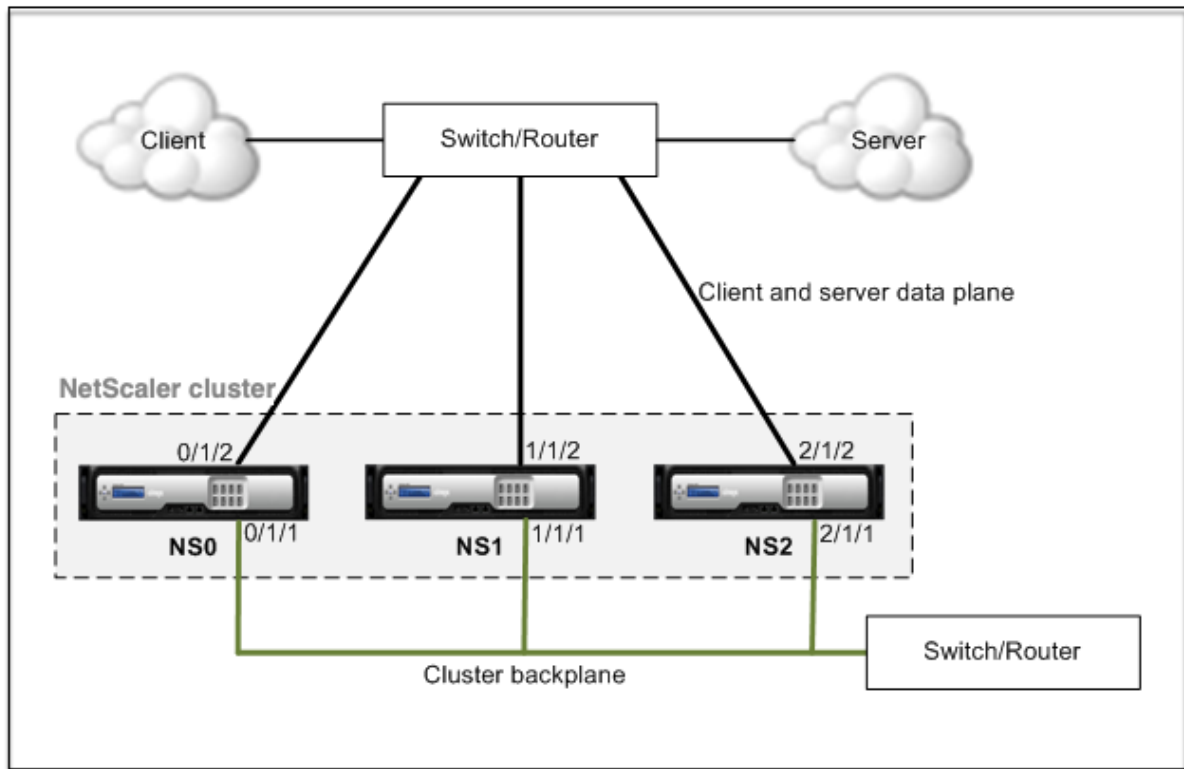 Client
Switch/Router
Server
Client and server data plane
NetScaler cluster
0/1/2
1/1/2
2/1/2
0/1/1
1/1/1
2/1/1
NS0
NS1
NS2
Switch/Router
Cluster backplane